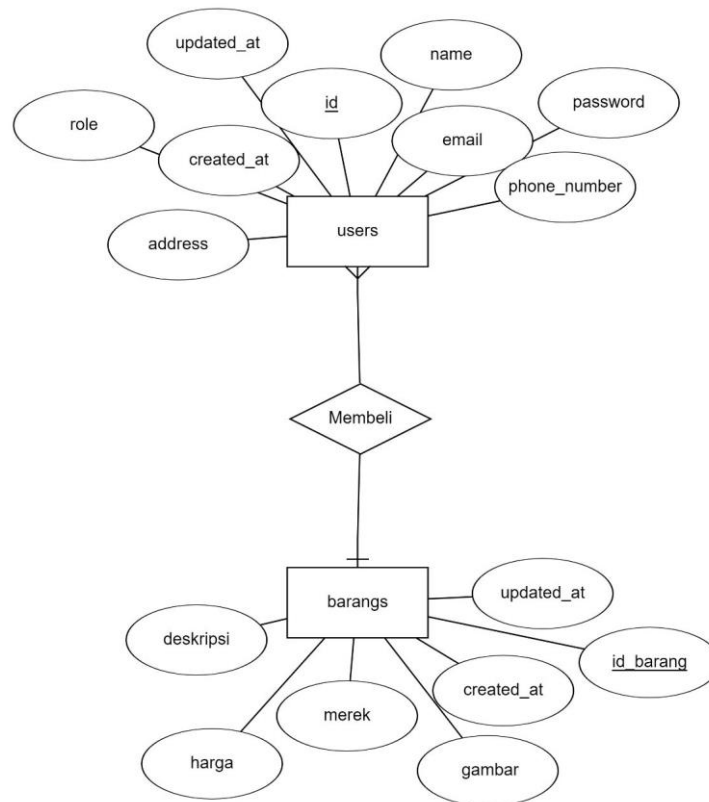 updated_at
name
id
password
role
created_at
email
phone_number
address
users
Membeli
barangs
updated_at
deskripsi
id_barang
created_at
merek
harga
gambar